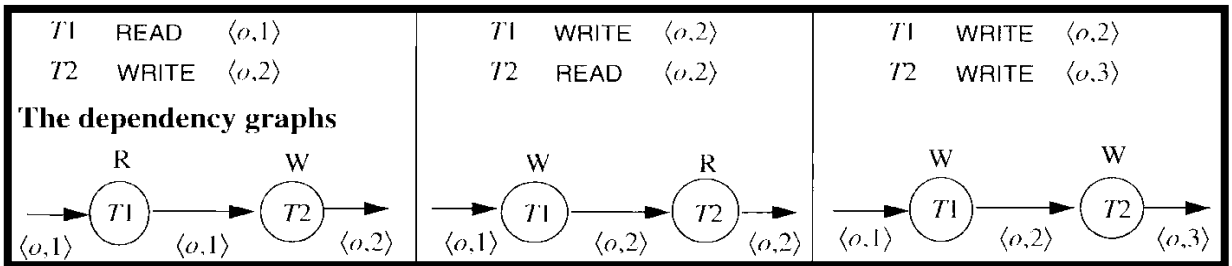 T1 READ ⟨o,1⟩
T2 WRITE ⟨o,2⟩
The dependency graphs
R W
T1 T2
⟨o,1⟩ ⟨o,1⟩ ⟨o,2⟩
T1 WRITE ⟨o,2⟩
T2 READ ⟨o,2⟩
W R
T1 T2
⟨o,1⟩ ⟨o,2⟩ ⟨o,2⟩
T1 WRITE ⟨o,2⟩
T2 WRITE ⟨o,3⟩
W W
T1 T2
⟨o,1⟩ ⟨o,2⟩ ⟨o,3⟩